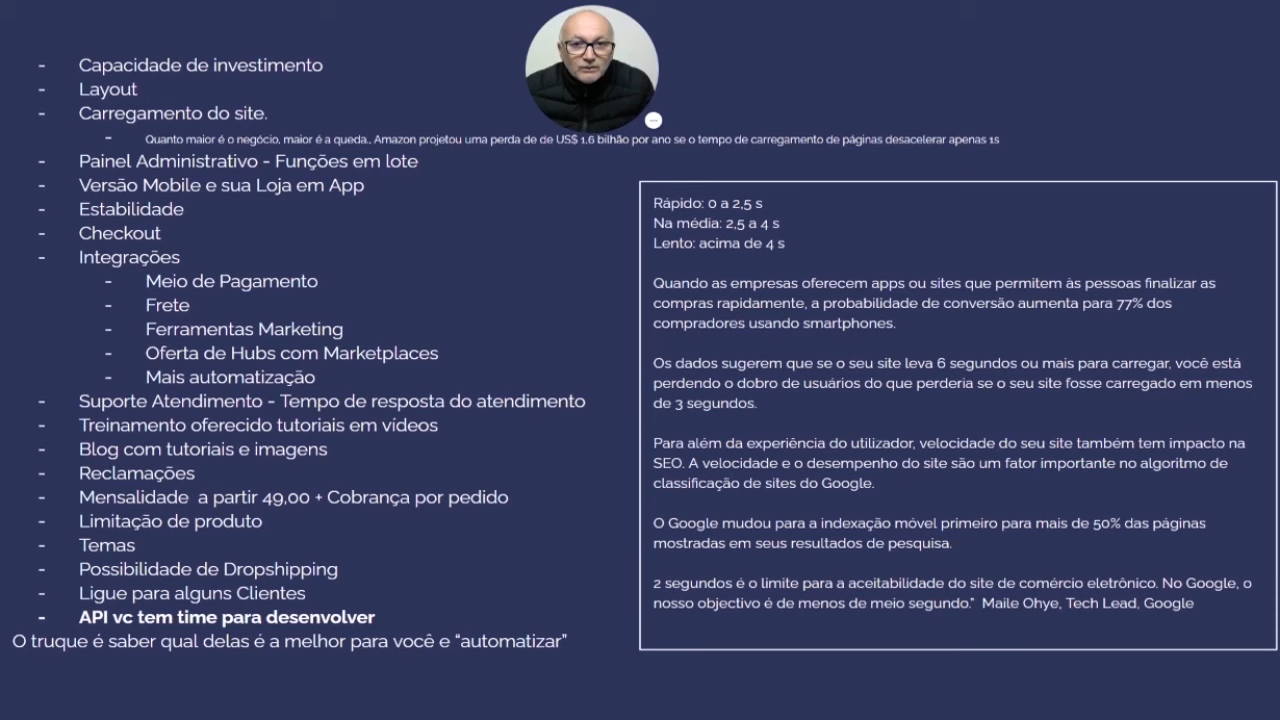 - Capacidade de investimento
- Layout
- Carregamento do site.
- Quanto maior é o negócio, maior é a queda... Amazon projetou uma perda de de US$ 1,6 bilhão por ano se o tempo de carregamento de páginas desacelerar apenas 1s
- Painel Administrativo - Funções em lote
- Versão Mobile e sua Loja em App
- Estabilidade
- Checkout
- Integrações
- Meio de Pagamento
- Frete
- Ferramentas Marketing
- Oferta de Hubs com Marketplaces
- Mais automatização
- Suporte Atendimento - Tempo de resposta do atendimento
- Treinamento oferecido tutoriais em vídeos
- Blog com tutoriais e imagens
- Reclamações
- Mensalidade a partir 49,00 + Cobrança por pedido
- Limitação de produto
- Temas
- Possibilidade de Dropshipping
- Ligue para alguns Clientes
- API vc tem time para desenvolver
O truque é saber qual delas é a melhor para você e “automatizar”
Rápido: 0 a 2,5 s
Na média: 2,5 a 4 s
Lento: acima de 4 s
Quando as empresas oferecem apps ou sites que permitem às pessoas finalizar as
compras rapidamente, a probabilidade de conversão aumenta para 77% dos
compradores usando smartphones.
Os dados sugerem que se o seu site leva 6 segundos ou mais para carregar, você está
perdendo o dobro de usuários do que perderia se o seu site fosse carregado em menos
de 3 segundos.
Para além da experiência do utilizador, velocidade do seu site também tem impacto na
SEO. A velocidade e o desempenho do site são um fator importante no algoritmo de
classificação de sites do Google.
O Google mudou para a indexação móvel primeiro para mais de 50% das páginas
mostradas em seus resultados de pesquisa.
2 segundos é o limite para a aceitabilidade do site de comércio eletrônico. No Google, o
nosso objectivo é de menos de meio segundo.” Maile Ohye, Tech Lead, Google